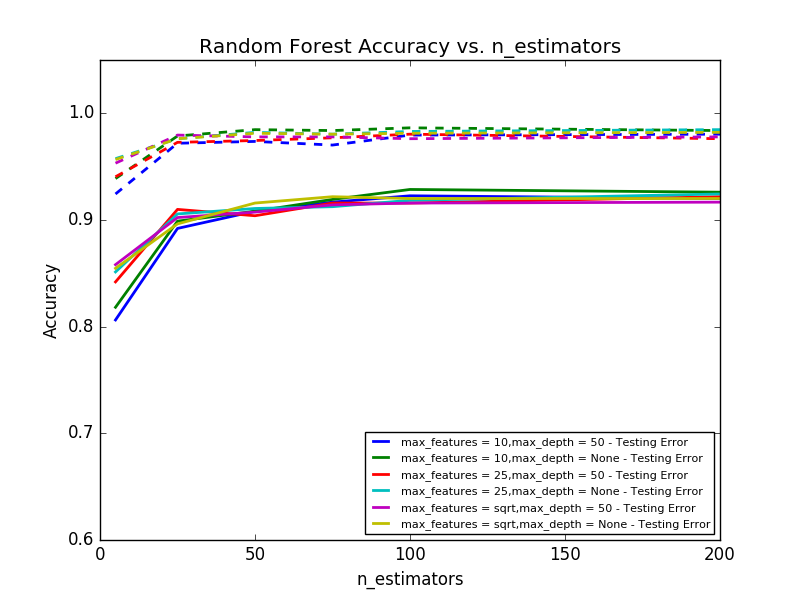 Random Forest Accuracy vs. n_estimators
1.0
0.9
0.8
0.7
0.6
Accuracy
max_features = 10,max_depth = 50 - Testing Error
max_features = 10,max_depth = None - Testing Error
max_features = 25,max_depth = 50 - Testing Error
max_features = 25,max_depth = None - Testing Error
max_features = sqrt,max_depth = 50 - Testing Error
max_features = sqrt,max_depth = None - Testing Error
0 50 100 150 200
n_estimators